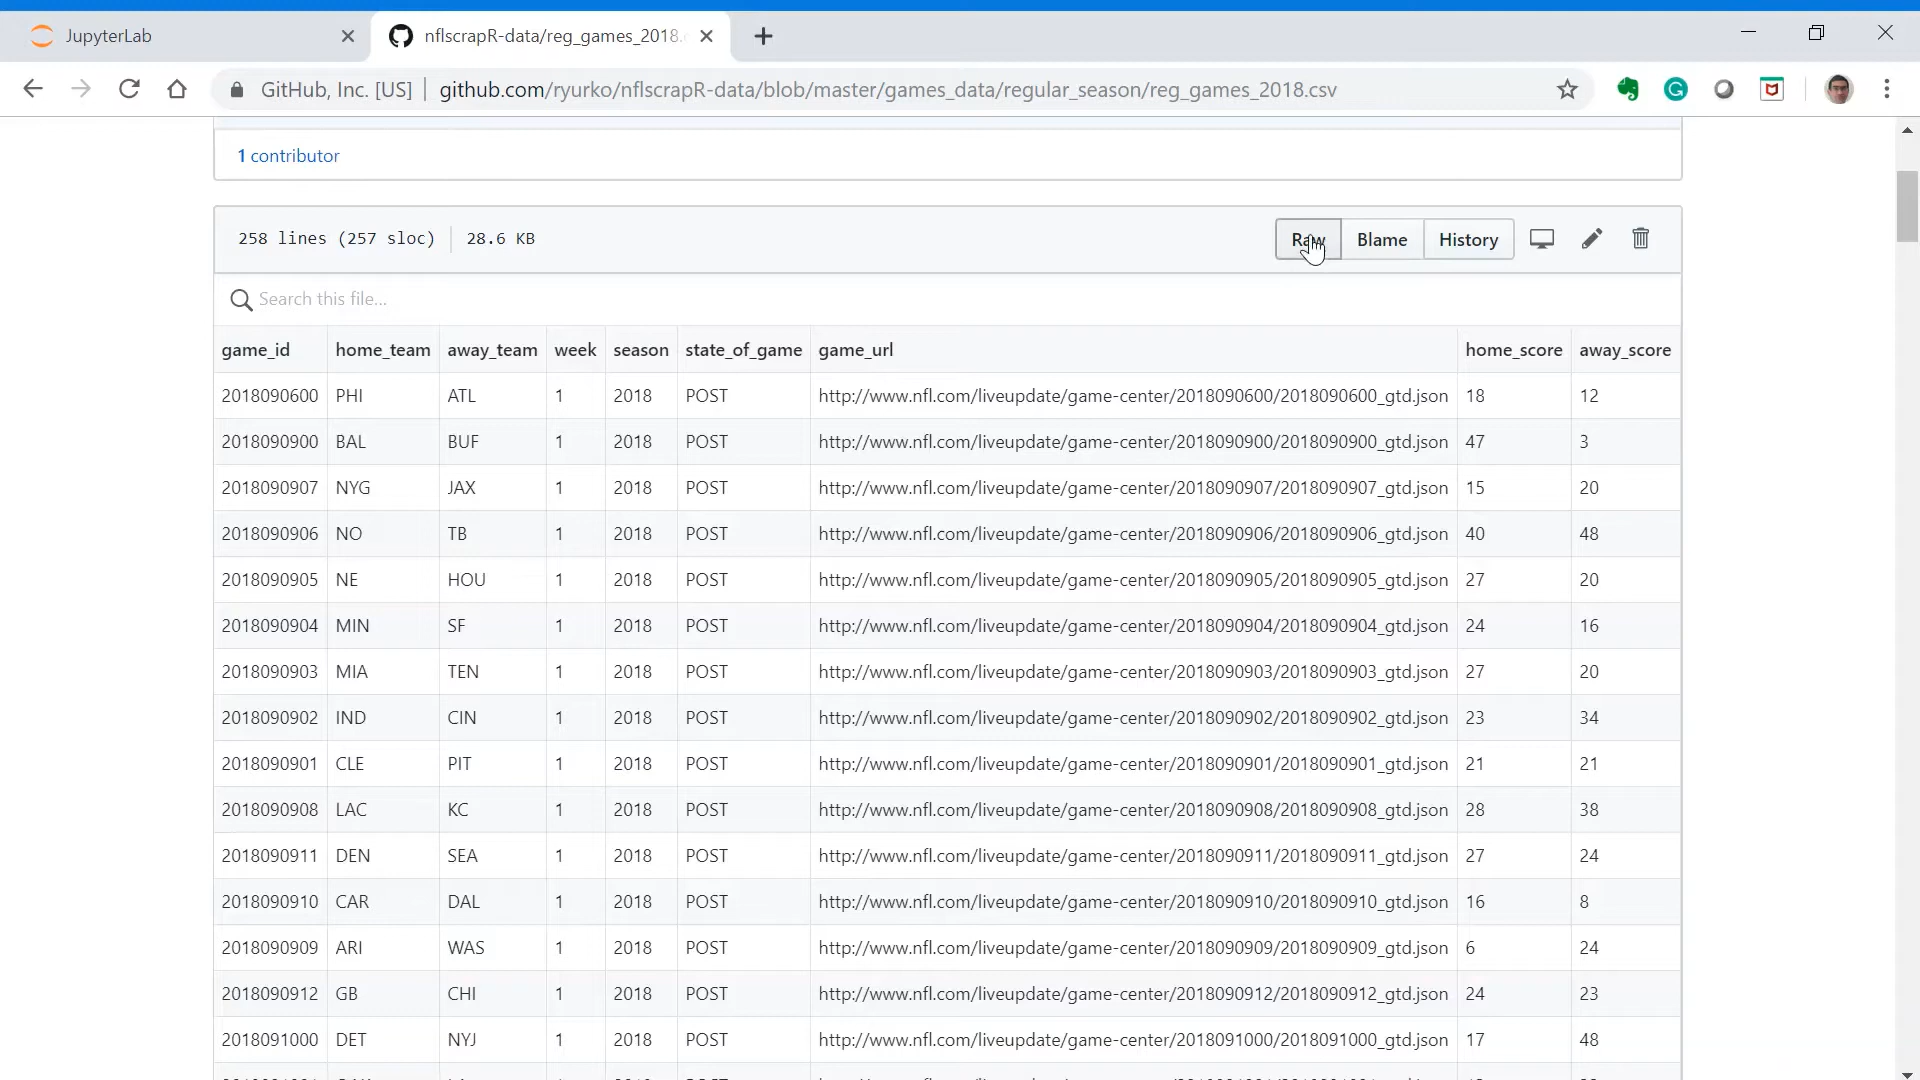 JupyterLab
nflscrapR-data/reg_games_2018.
GitHub, Inc. [US] github.com/ryurko/nflscrapR-data/blob/master/games_data/regular_season/reg_games_2018.csv
1 contributor
258 lines (257 sloc) 28.6 KB Raw Blame History
Search this file...
game_id home_team away_team week season state_of_game game_url home_score away_score
2018090600 PHI ATL 1 2018 POST http://www.nfl.com/liveupdate/game-center/2018090600/2018090600_gtd.json 18 12
2018090900 BAL BUF 1 2018 POST http://www.nfl.com/liveupdate/game-center/2018090900/2018090900_gtd.json 47 3
2018090907 NYG JAX 1 2018 POST http://www.nfl.com/liveupdate/game-center/2018090907/2018090907_gtd.json 15 20
2018090906 NO TB 1 2018 POST http://www.nfl.com/liveupdate/game-center/2018090906/2018090906_gtd.json 40 48
2018090905 NE HOU 1 2018 POST http://www.nfl.com/liveupdate/game-center/2018090905/2018090905_gtd.json 27 20
2018090904 MIN SF 1 2018 POST http://www.nfl.com/liveupdate/game-center/2018090904/2018090904_gtd.json 24 16
2018090903 MIA TEN 1 2018 POST http://www.nfl.com/liveupdate/game-center/2018090903/2018090903_gtd.json 27 20
2018090902 IND CIN 1 2018 POST http://www.nfl.com/liveupdate/game-center/2018090902/2018090902_gtd.json 23 34
2018090901 CLE PIT 1 2018 POST http://www.nfl.com/liveupdate/game-center/2018090901/2018090901_gtd.json 21 21
2018090908 LAC KC 1 2018 POST http://www.nfl.com/liveupdate/game-center/2018090908/2018090908_gtd.json 28 38
2018090911 DEN SEA 1 2018 POST http://www.nfl.com/liveupdate/game-center/2018090911/2018090911_gtd.json 27 24
2018090910 CAR DAL 1 2018 POST http://www.nfl.com/liveupdate/game-center/2018090910/2018090910_gtd.json 16 8
2018090909 ARI WAS 1 2018 POST http://www.nfl.com/liveupdate/game-center/2018090909/2018090909_gtd.json 6 24
2018090912 GB CHI 1 2018 POST http://www.nfl.com/liveupdate/game-center/2018090912/2018090912_gtd.json 24 23
2018091000 DET NYJ 1 2018 POST http://www.nfl.com/liveupdate/game-center/2018091000/2018091000_gtd.json 17 48